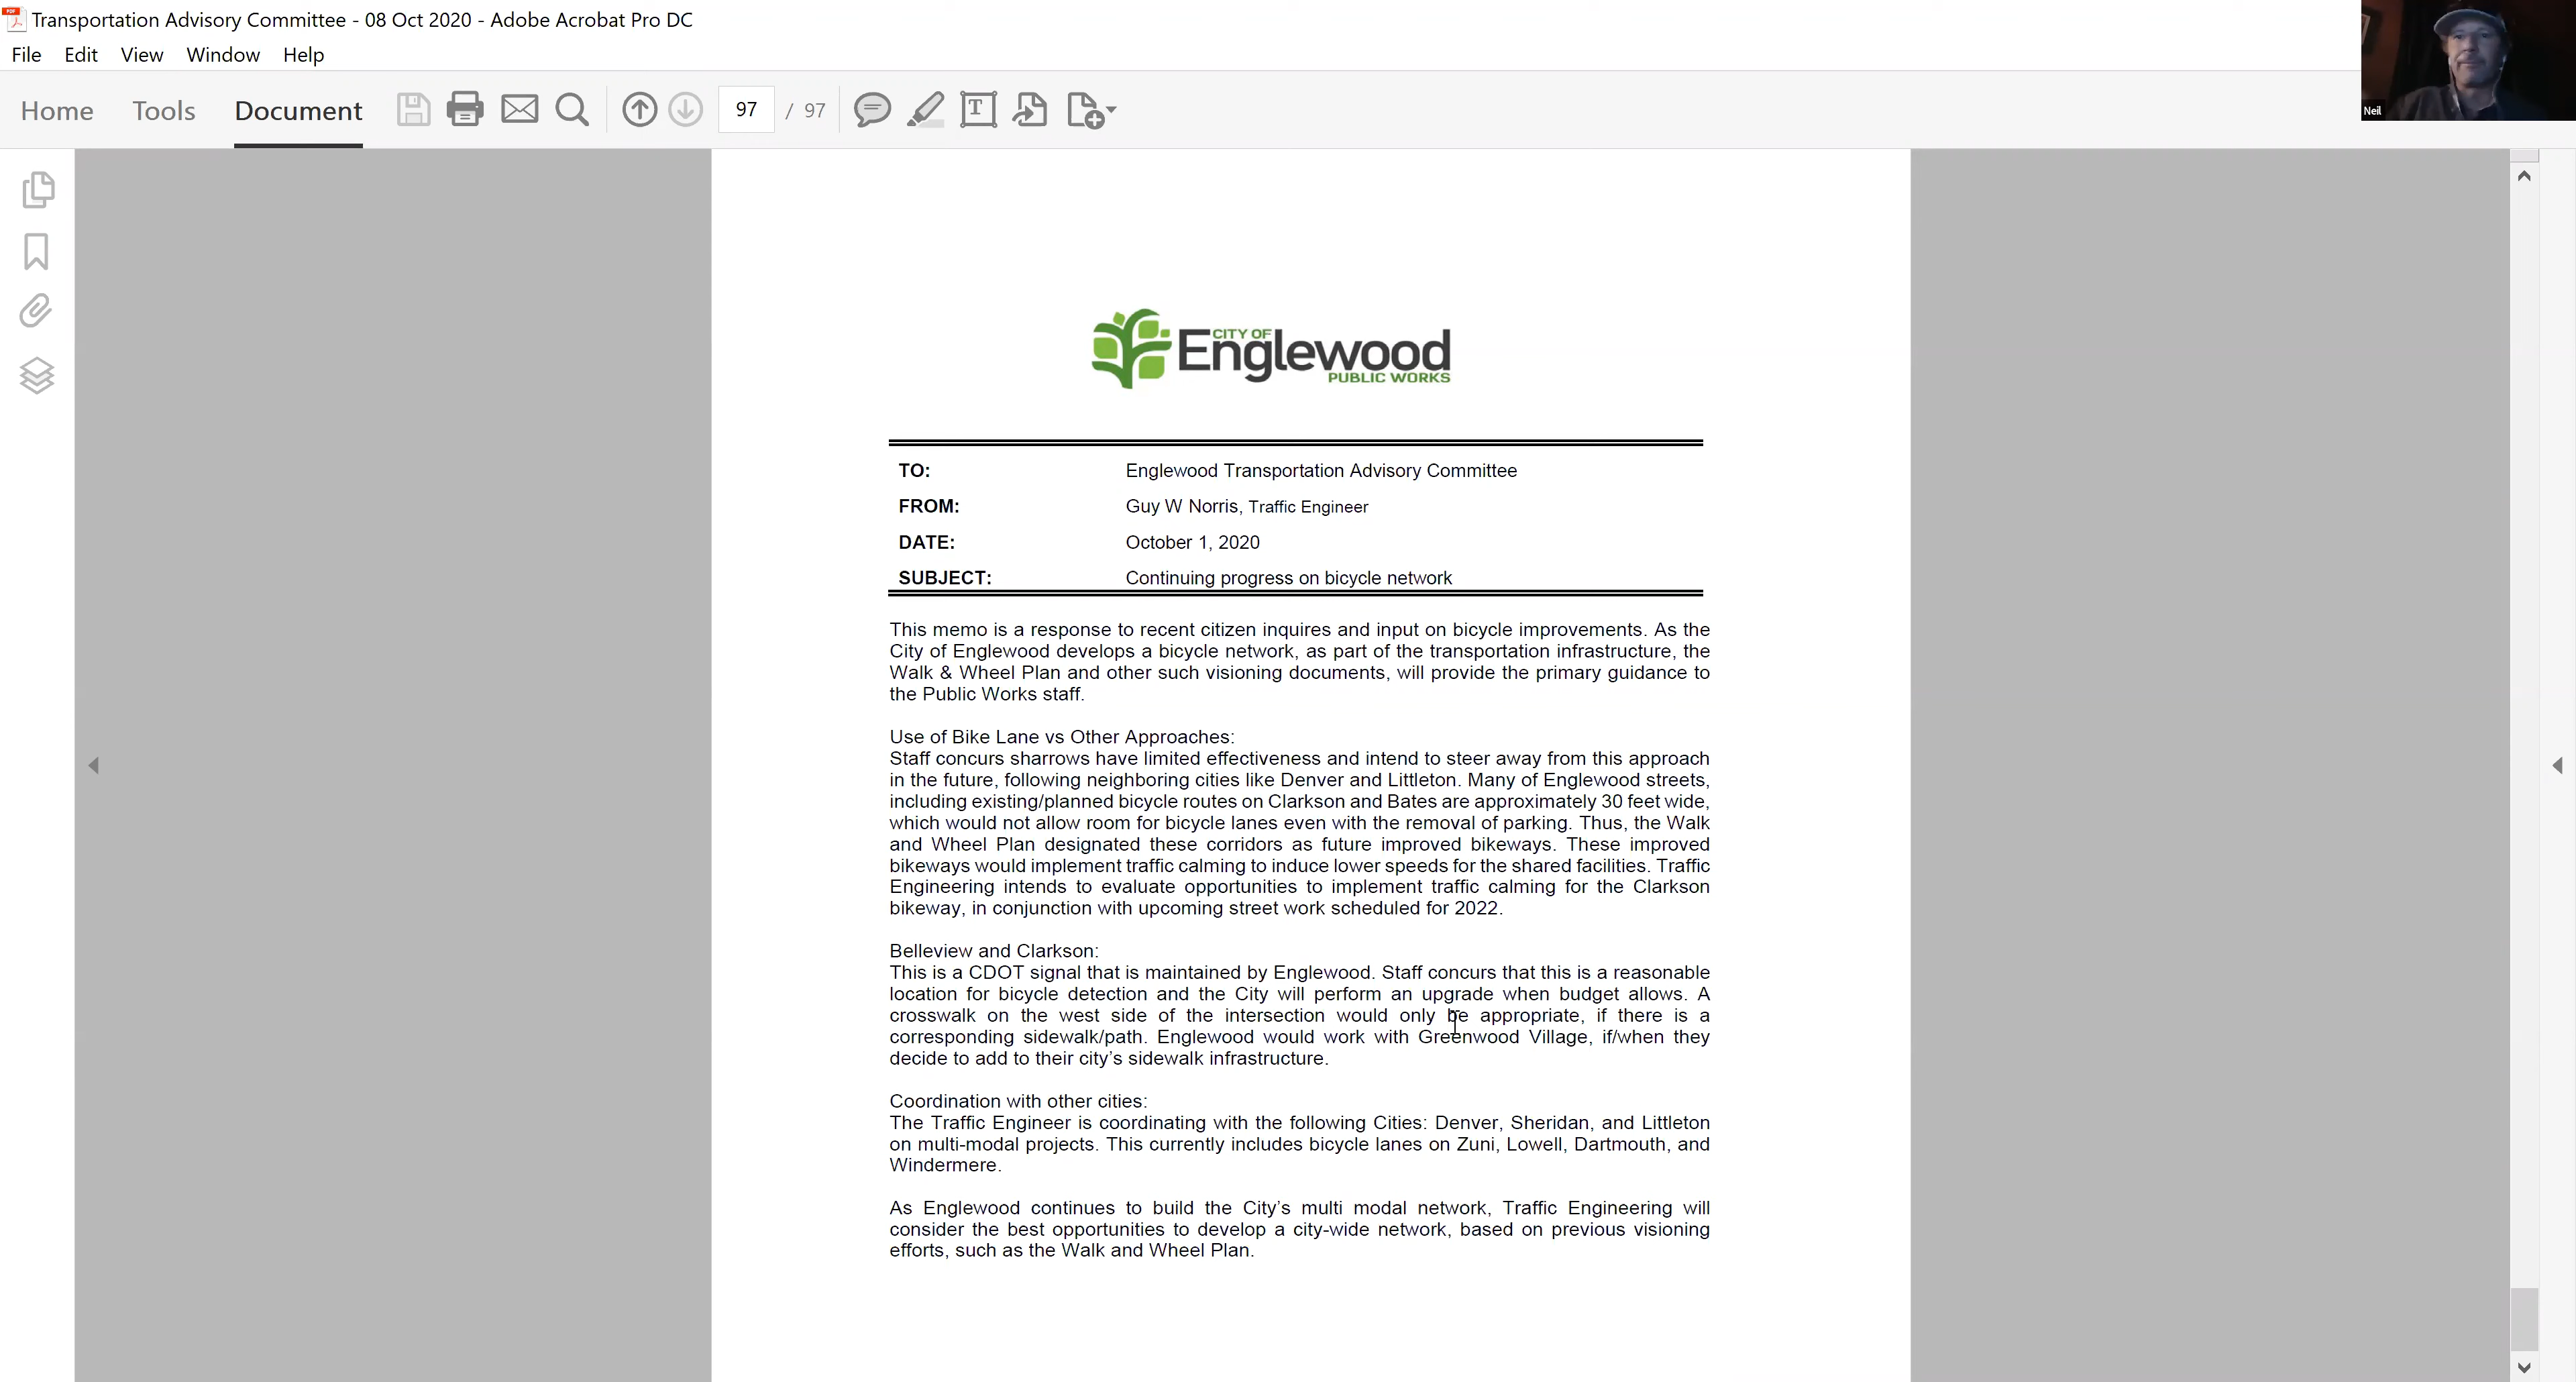 Transportation Advisory Committee - 08 Oct 2020 - Adobe Acrobat Pro DC
File Edit View Window Help
Home Tools Document 97 / 97
Neil
CITY OF
Englewood
PUBLIC WORKS
TO: Englewood Transportation Advisory Committee
FROM: Guy W Norris, Traffic Engineer
DATE: October 1, 2020
SUBJECT: Continuing progress on bicycle network
This memo is a response to recent citizen inquires and input on bicycle improvements. As the
City of Englewood develops a bicycle network, as part of the transportation infrastructure, the
Walk & Wheel Plan and other such visioning documents, will provide the primary guidance to
the Public Works staff.
Use of Bike Lane vs Other Approaches:
Staff concurs sharrows have limited effectiveness and intend to steer away from this approach
in the future, following neighboring cities like Denver and Littleton. Many of Englewood streets,
including existing/planned bicycle routes on Clarkson and Bates are approximately 30 feet wide,
which would not allow room for bicycle lanes even with the removal of parking. Thus, the Walk
and Wheel Plan designated these corridors as future improved bikeways. These improved
bikeways would implement traffic calming to induce lower speeds for the shared facilities. Traffic
Engineering intends to evaluate opportunities to implement traffic calming for the Clarkson
bikeway, in conjunction with upcoming street work scheduled for 2022.
Belleview and Clarkson:
This is a CDOT signal that is maintained by Englewood. Staff concurs that this is a reasonable
location for bicycle detection and the City will perform an upgrade when budget allows. A
crosswalk on the west side of the intersection would only be appropriate, if there is a
corresponding sidewalk/path. Englewood would work with Greenwood Village, if/when they
decide to add to their city's sidewalk infrastructure.
Coordination with other cities:
The Traffic Engineer is coordinating with the following Cities: Denver, Sheridan, and Littleton
on multi-modal projects. This currently includes bicycle lanes on Zuni, Lowell, Dartmouth, and
Windermere.
As Englewood continues to build the City's multi modal network, Traffic Engineering will
consider the best opportunities to develop a city-wide network, based on previous visioning
efforts, such as the Walk and Wheel Plan.